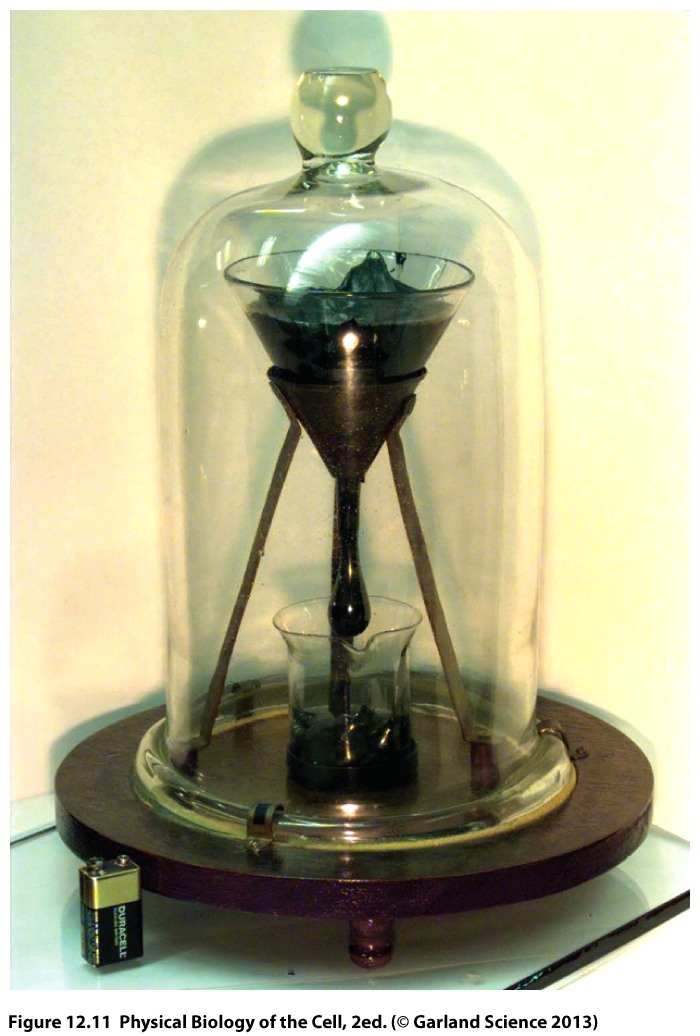 DURACELL
Figure 12.11 Physical Biology of the Cell, 2ed. (© Garland Science 2013)